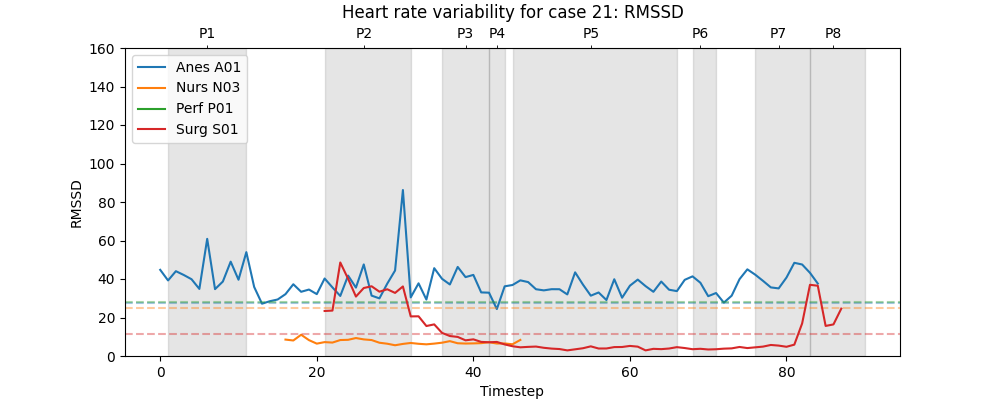 Heart rate variability for case 21: RMSSD
P1 P2 P3 P4 P5 P6 P7 P8
160
140
120
100
80
60
40
20
0
RMSSD
Anes A01
Nurs N03
Perf P01
Surg S01
0 20 40 60 80
Timestep